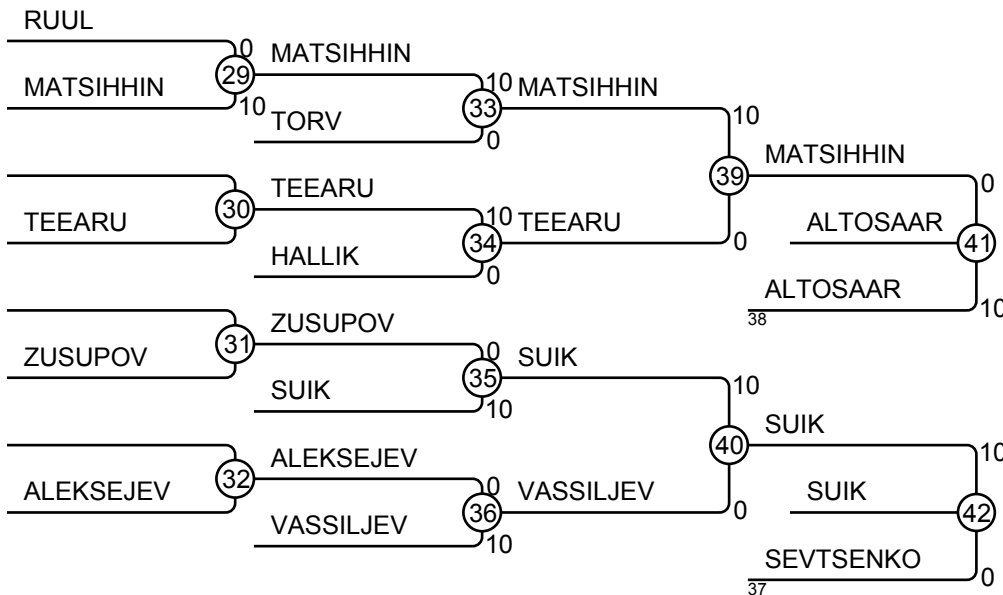 RUUL
0 MATSIHHIN
29 10
MATSIHHIN 10 33 MATSIHHIN
TORV 10
0 MATSIHHIN
39 0
TEEARU 10 ALTOSAAR
30 34 TEEARU 41
TEEARU 0
HALLIK 0 ALTOSAAR
38 10
ZUSUPOV
31 0
ZUSUPOV 35 SUIK
SUIK 10 10
SUIK
40 10
ALEKSEJEV
32 0 SUIK
ALEKSEJEV 36 VASSILJEV 42
VASSILJEV 0
10 SEVTSENKO
37 0